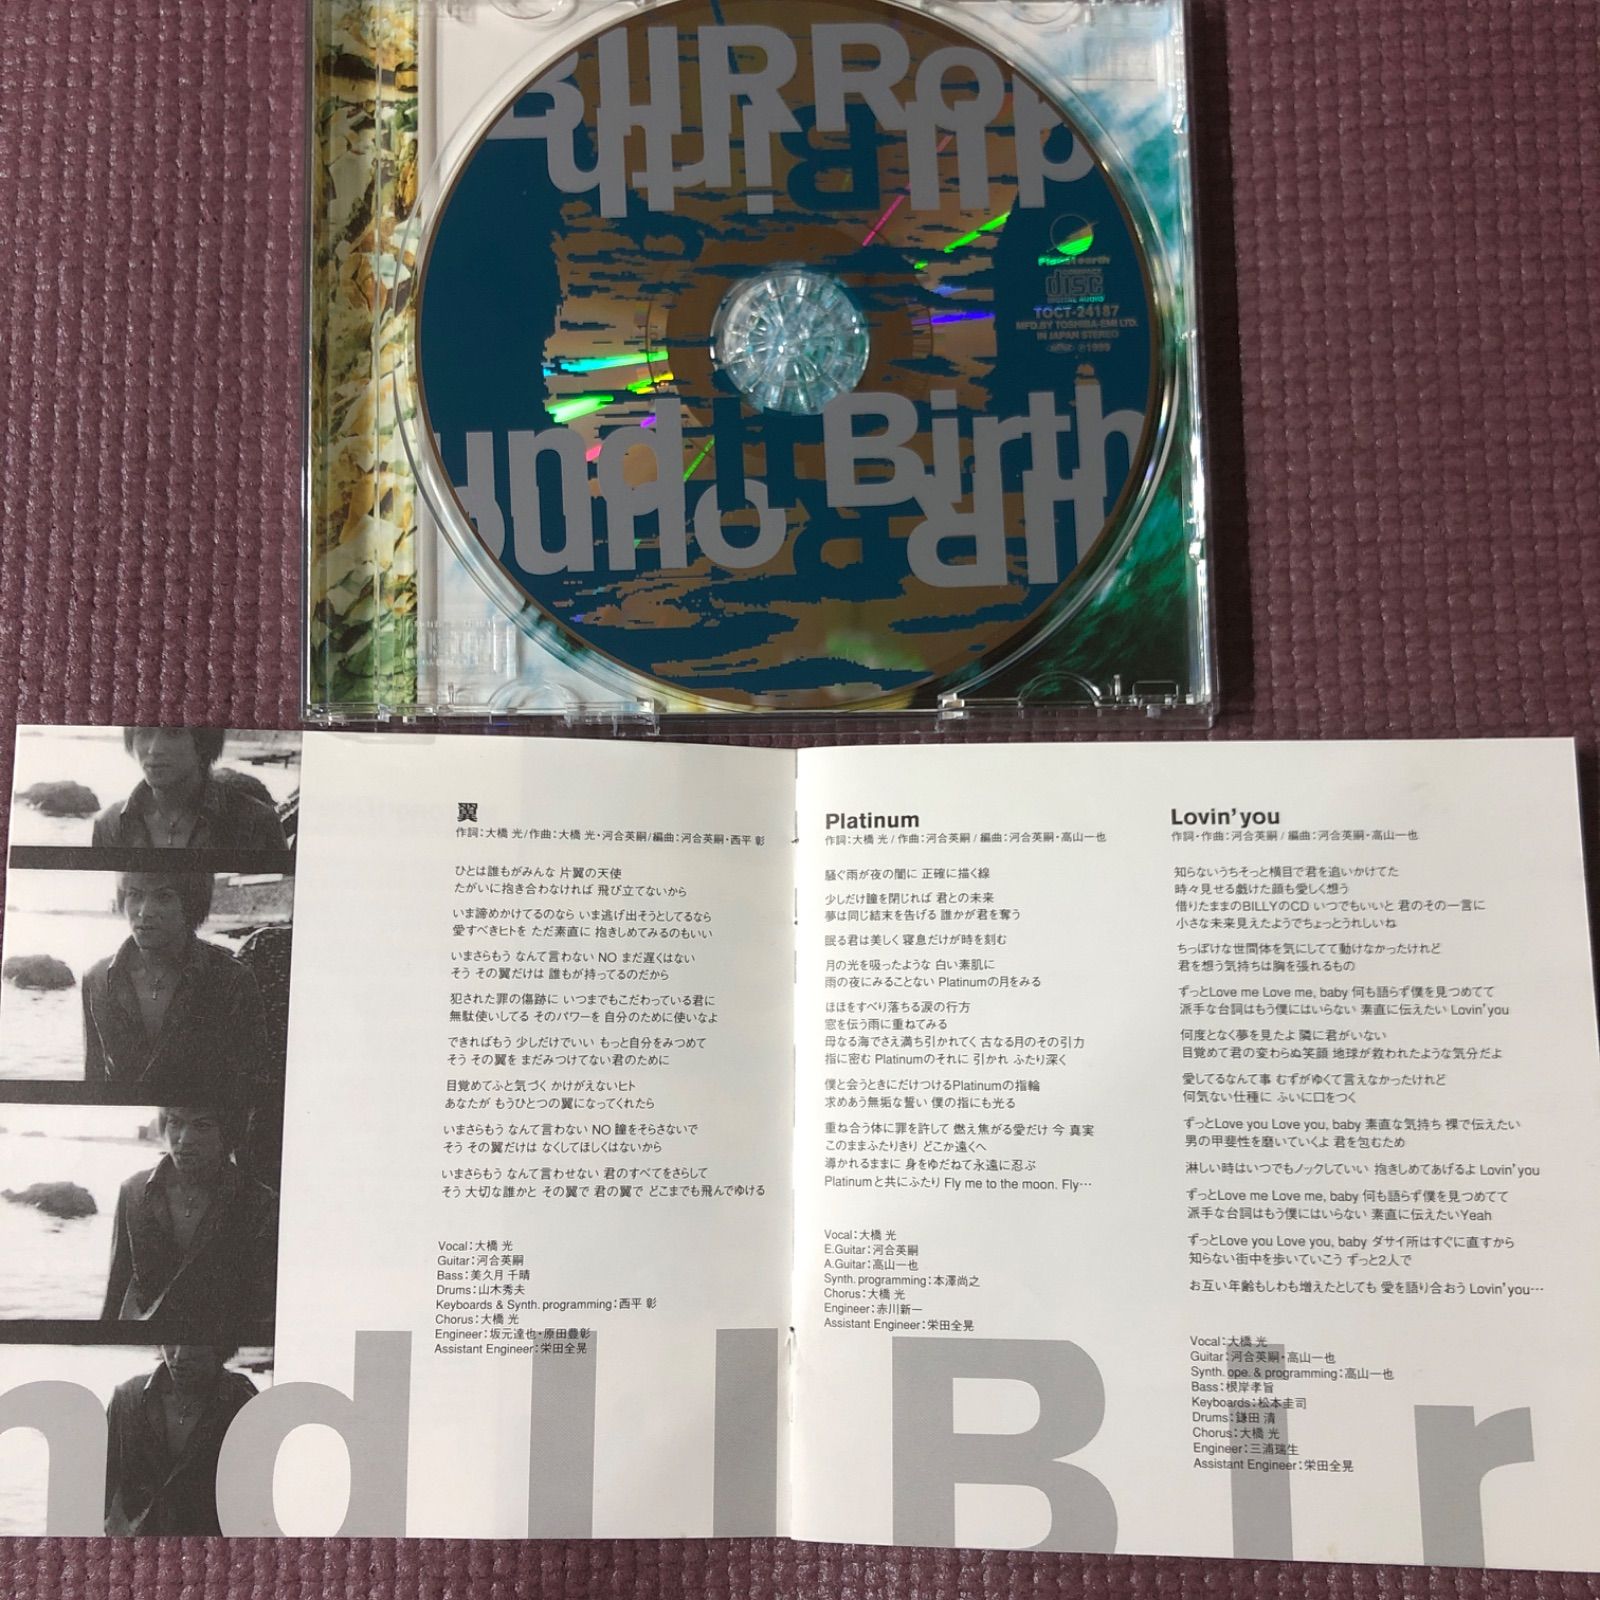 Planet earth
COMPACT
disc
DIGITAL AUDIO
TOCT-24187
MFD.BY TOSHIBA-EMI LTD.
IN JAPAN STEREO
℗1999
und II Birth
翼
作詞:大橋 光/作曲:大橋 光・河合英嗣/編曲:河合英嗣・西平 彰
ひとは誰もがみんな 片翼の天使
たがいに抱き合わなければ 飛び立てないから
いま諦めかけてるのなら いま逃げ出そうとしてるなら
愛すべきヒトを ただ素直に 抱きしめてみるのもいい
いまさらもう なんて言わない NO まだ遅くはない
そう その翼だけは 誰もが持ってるのだから
犯された罪の傷跡に いつまでもこだわっている君に
無駄使いしてる そのパワーを 自分のために使いなよ
できればもう 少しだけでいい もっと自分をみつめて
そう その翼を まだみつけてない君のために
目覚めてふと気づく かけがえないヒト
あなたが もうひとつの翼になってくれたら
いまさらもう なんて言わない NO 瞳をそらさないで
そう その翼だけは なくしてほしくはないから
いまさらもう なんて言わせない 君のすべてをさらして
そう 大切な誰かと その翼で 君の翼で どこまでも飛んでゆける
Vocal:大橋 光
Guitar:河合英嗣
Bass:美久月 千晴
Drums:山木秀夫
Keyboards & Synth. programming:西平 彰
Chorus:大橋 光
Engineer:坂元達也・原田豊彰
Assistant Engineer:栄田全晃
Platinum
作詞:大橋 光 / 作曲:河合英嗣 / 編曲:河合英嗣・高山一也
騒ぐ雨が夜の闇に 正確に描く線
少しだけ瞳を閉じれば 君との未来
夢は同じ結末を告げる 誰かが君を奪う
眠る君は美しく 寝息だけが時を刻む
月の光を吸ったような 白い素肌に
雨の夜にみることない Platinumの月をみる
ほほをすべり落ちる涙の行方
窓を伝う雨に重ねてみる
母なる海でさえ満ち引かれてく 古なる月のその引力
指に密む Platinumのそれに 引かれ ふたり深く
僕と会うときにだけつけるPlatinumの指輪
求めあう無垢な誓い 僕の指にも光る
重ね合う体に罪を許して 燃え焦がる愛だけ 今 真実
このままふたりきり どこか遠くへ
導かれるままに 身をゆだねて永遠に忍ぶ
Platinumと共にふたり Fly me to the moon. Fly…
Vocal:大橋 光
E.Guitar:河合英嗣
A.Guitar:高山一也
Synth. programming:本澤尚之
Chorus:大橋 光
Engineer:赤川新一
Assistant Engineer:栄田全晃
Lovin'you
作詞・作曲:河合英嗣 / 編曲:河合英嗣・高山一也
知らないうちそっと横目で君を追いかけてた
時々見せる戯けた顔も愛しく想う
借りたままのBILLYのCD いつでもいいと 君のその一言に
小さな未来見えたようでちょっとうれしいね
ちっぽけな世間体を気にしてて動けなかったけれど
君を想う気持ちは胸を張れるもの
ずっとLove me Love me, baby 何も語らず僕を見つめてて
派手な台詞はもう僕にはいらない 素直に伝えたい Lovin'you
何度となく夢を見たよ 隣に君がいない
目覚めて君の変わらぬ笑顔 地球が救われたような気分だよ
愛してるなんて事 むずがゆくて言えなかったけれど
何気ない仕種に ふいに口をつく
ずっとLove you Love you, baby 素直な気持ち 裸で伝えたい
男の甲斐性を磨いていくよ 君を包むため
淋しい時はいつでもノックしていい 抱きしめてあげるよ Lovin'you
ずっとLove me Love me, baby 何も語らず僕を見つめてて
派手な台詞はもう僕にはいらない 素直に伝えたいYeah
ずっとLove you Love you, baby ダサイ所はすぐに直すから
知らない街中を歩いていこう ずっと2人で
お互い年齢もしわも増えたとしても 愛を語り合おう Lovin'you…
Vocal:大橋 光
Guitar:河合英嗣・高山一也
Synth. ope. & programming:高山一也
Bass:根岸孝旨
Keyboards:松本圭司
Drums:鎌田 清
Chorus:大橋 光
Engineer:三浦瑞生
Assistant Engineer:栄田全晃
nd II Bir